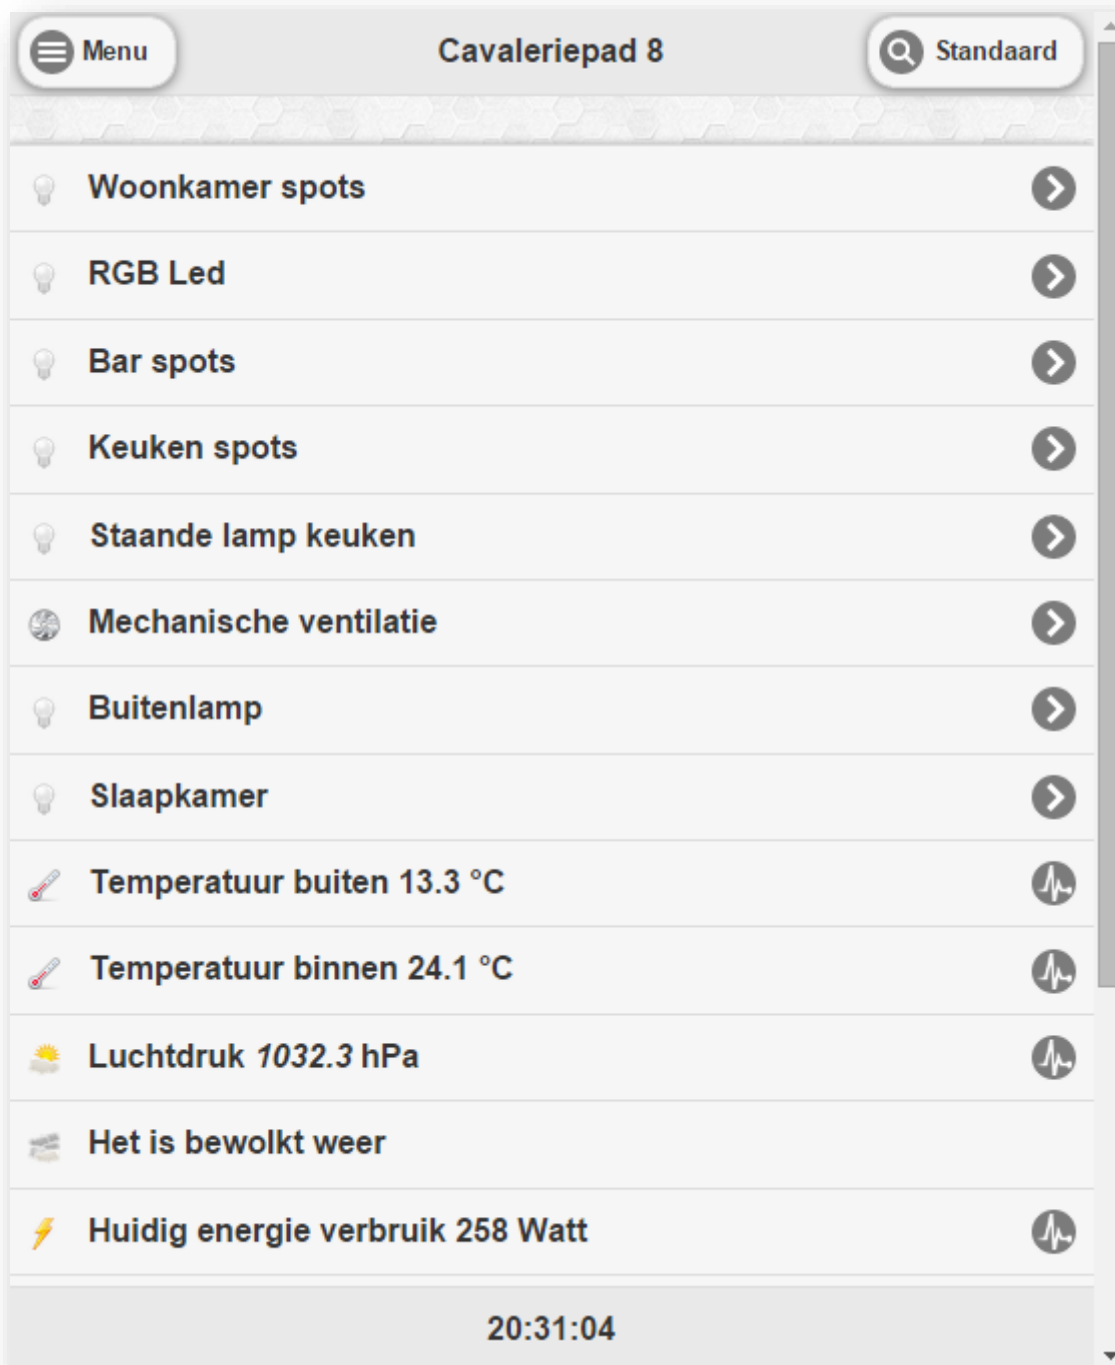 Menu
Cavaleriepad 8
Standaard
Woonkamer spots
RGB Led
Bar spots
Keuken spots
Staande lamp keuken
Mechanische ventilatie
Buitenlamp
Slaapkamer
Temperatuur buiten 13.3 °C
Temperatuur binnen 24.1 °C
Luchtdruk 1032.3 hPa
Het is bewolkt weer
Huidig energie verbruik 258 Watt
20:31:04